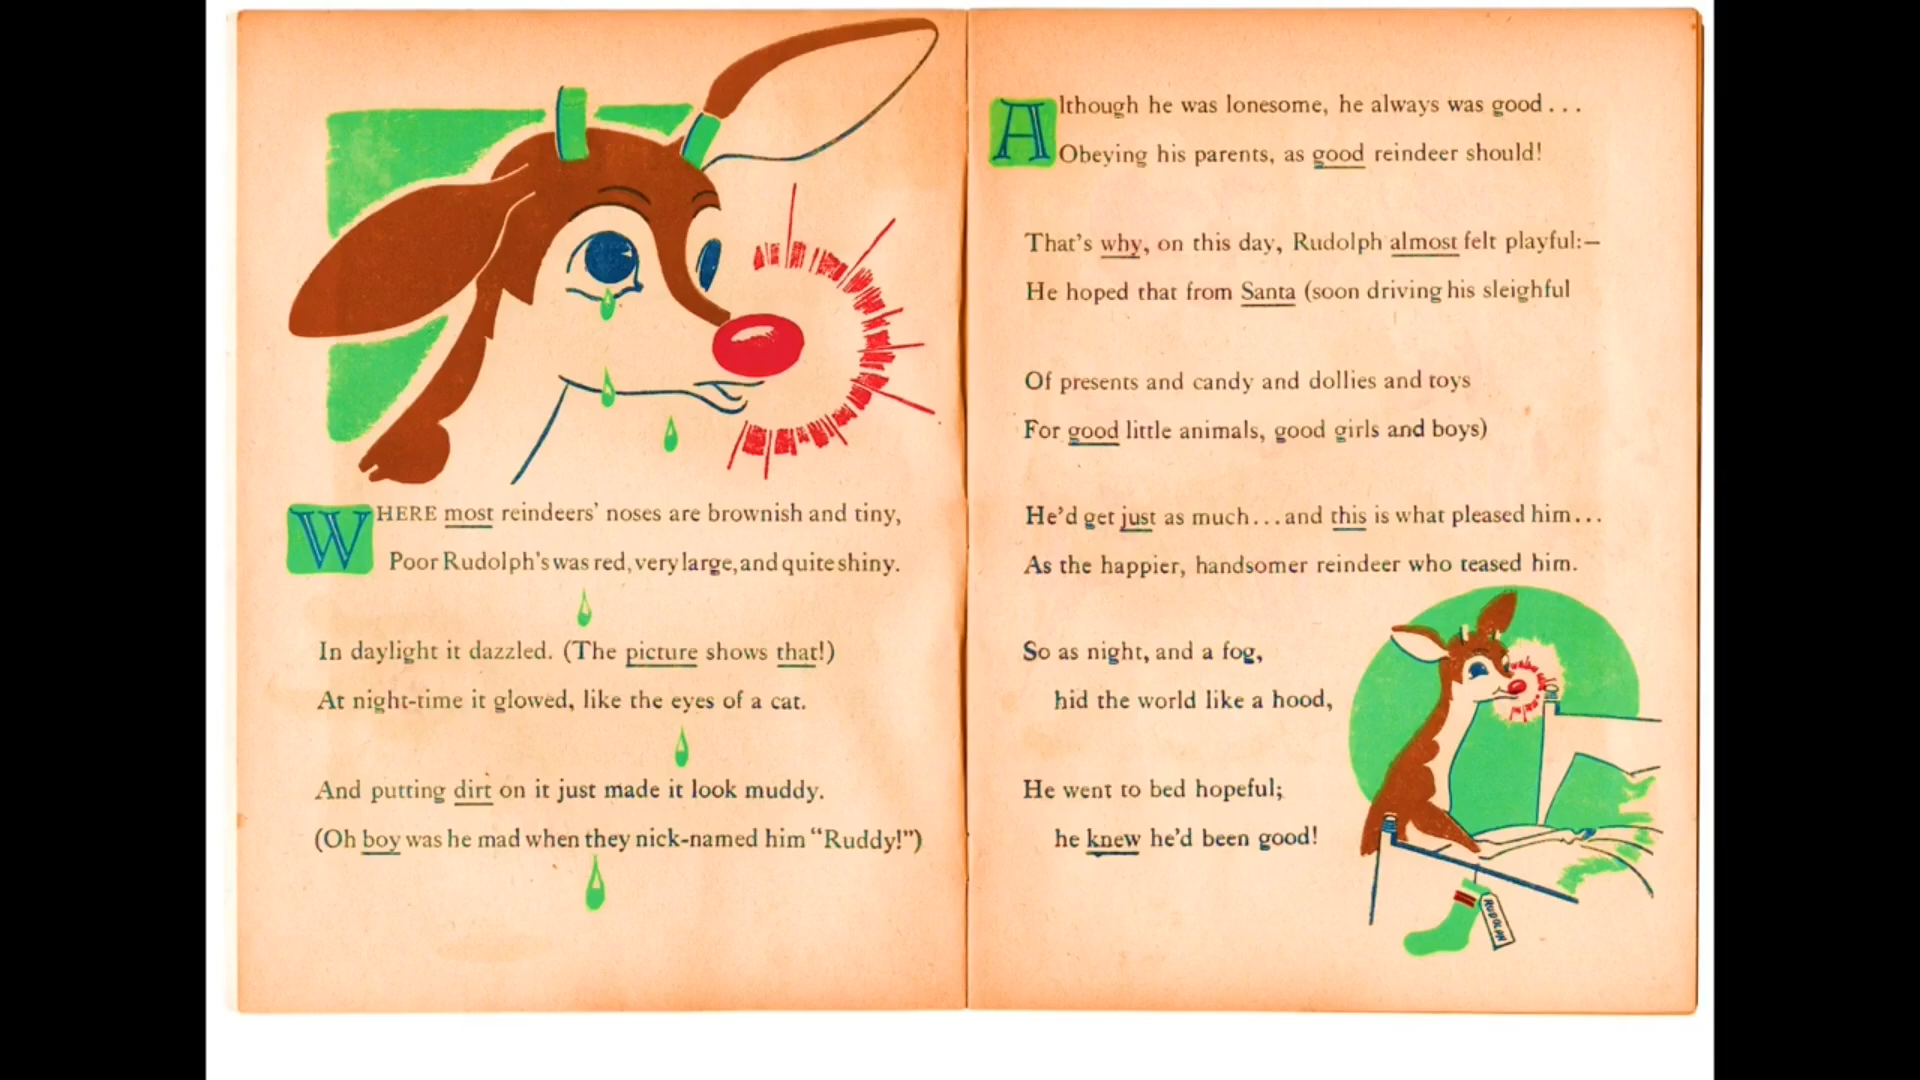 WHERE most reindeers' noses are brownish and tiny,
Poor Rudolph's was red, very large, and quite shiny.
In daylight it dazzled. (The picture shows that!)
At night-time it glowed, like the eyes of a cat.
And putting dirt on it just made it look muddy.
(Oh boy was he mad when they nick-named him "Ruddy!")
Although he was lonesome, he always was good...
Obeying his parents, as good reindeer should!
That's why, on this day, Rudolph almost felt playful:—
He hoped that from Santa (soon driving his sleighful
Of presents and candy and dollies and toys
For good little animals, good girls and boys)
He'd get just as much...and this is what pleased him...
As the happier, handsomer reindeer who teased him.
So as night, and a fog,
hid the world like a hood,
He went to bed hopeful;
he knew he'd been good!
RUDOLPH